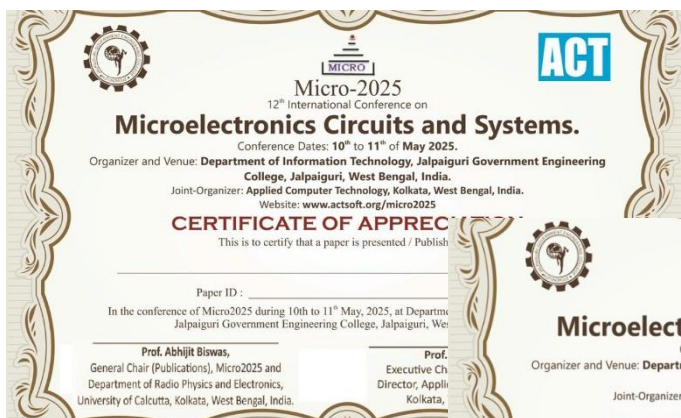 ACT
MICRO
Micro-2025
12th International Conference on
Microelectronics Circuits and Systems.
Conference Dates: 10th to 11th of May 2025.
Organizer and Venue: Department of Information Technology, Jalpaiguri Government Engineering
College, Jalpaiguri, West Bengal, India.
Joint-Organizer: Applied Computer Technology, Kolkata, West Bengal, India.
Website: www.actsoft.org/micro2025
CERTIFICATE OF APPREC
This is to certify that a paper is presented / Publish
Paper ID :
In the conference of Micro2025 during 10th to 11th May, 2025, at Departm
Jalpaiguri Government Engineering College, Jalpaiguri, Wes
Prof. Abhijit Biswas,
General Chair (Publications), Micro2025 and
Department of Radio Physics and Electronics,
University of Calcutta, Kolkata, West Bengal, India.
Prof.
Executive Ch
Director, Appli
Kolkata,
Microelect
Organizer and Venue: Departm
Joint-Organizer